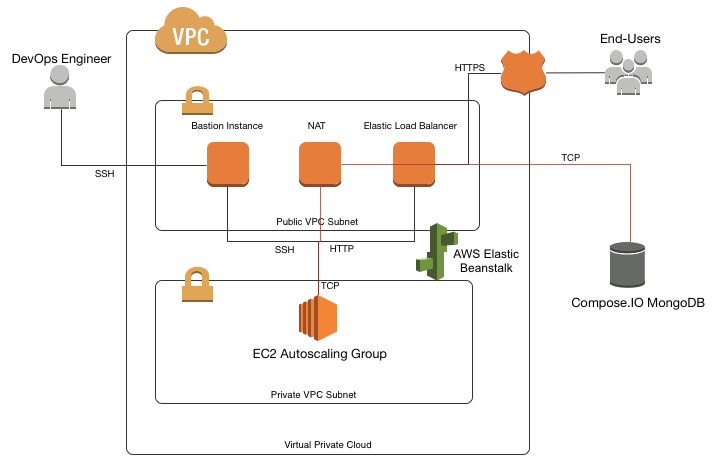 VPC
End-Users
DevOps Engineer
HTTPS
Bastion Instance
NAT
Elastic Load Balancer
TCP
SSH
Public VPC Subnet
SSH
HTTP
AWS Elastic
Beanstalk
TCP
Compose.IO MongoDB
EC2 Autoscaling Group
Private VPC Subnet
Virtual Private Cloud